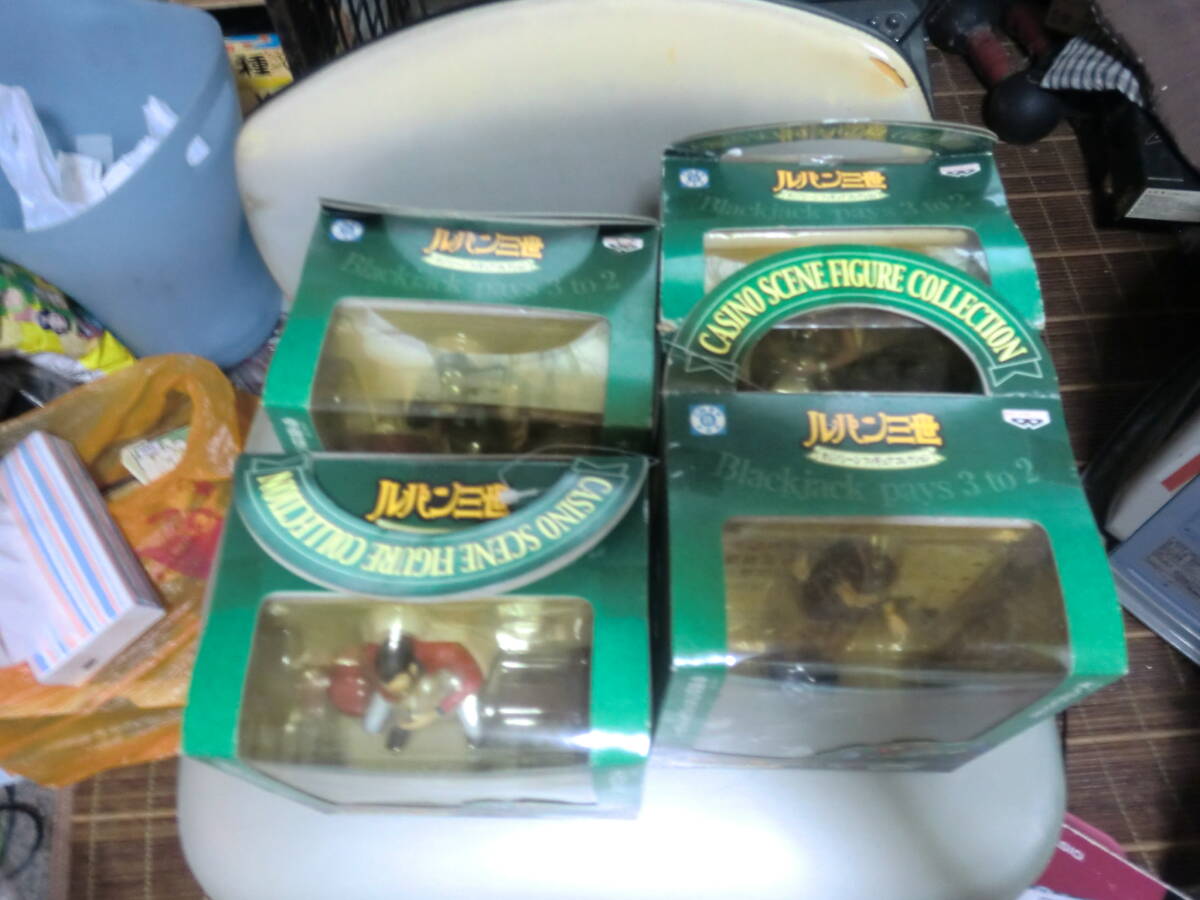 種
ルパン三世
Blackjack pays 3 to 2
ルパン三世
Blackjack pays 3 to 2
CASINO SCENE FIGURE COLLECTION
ルパン三世
CASINO SCENE FIGURE COLLECTION
ルパン三世
Blackjack pays 3 to 2